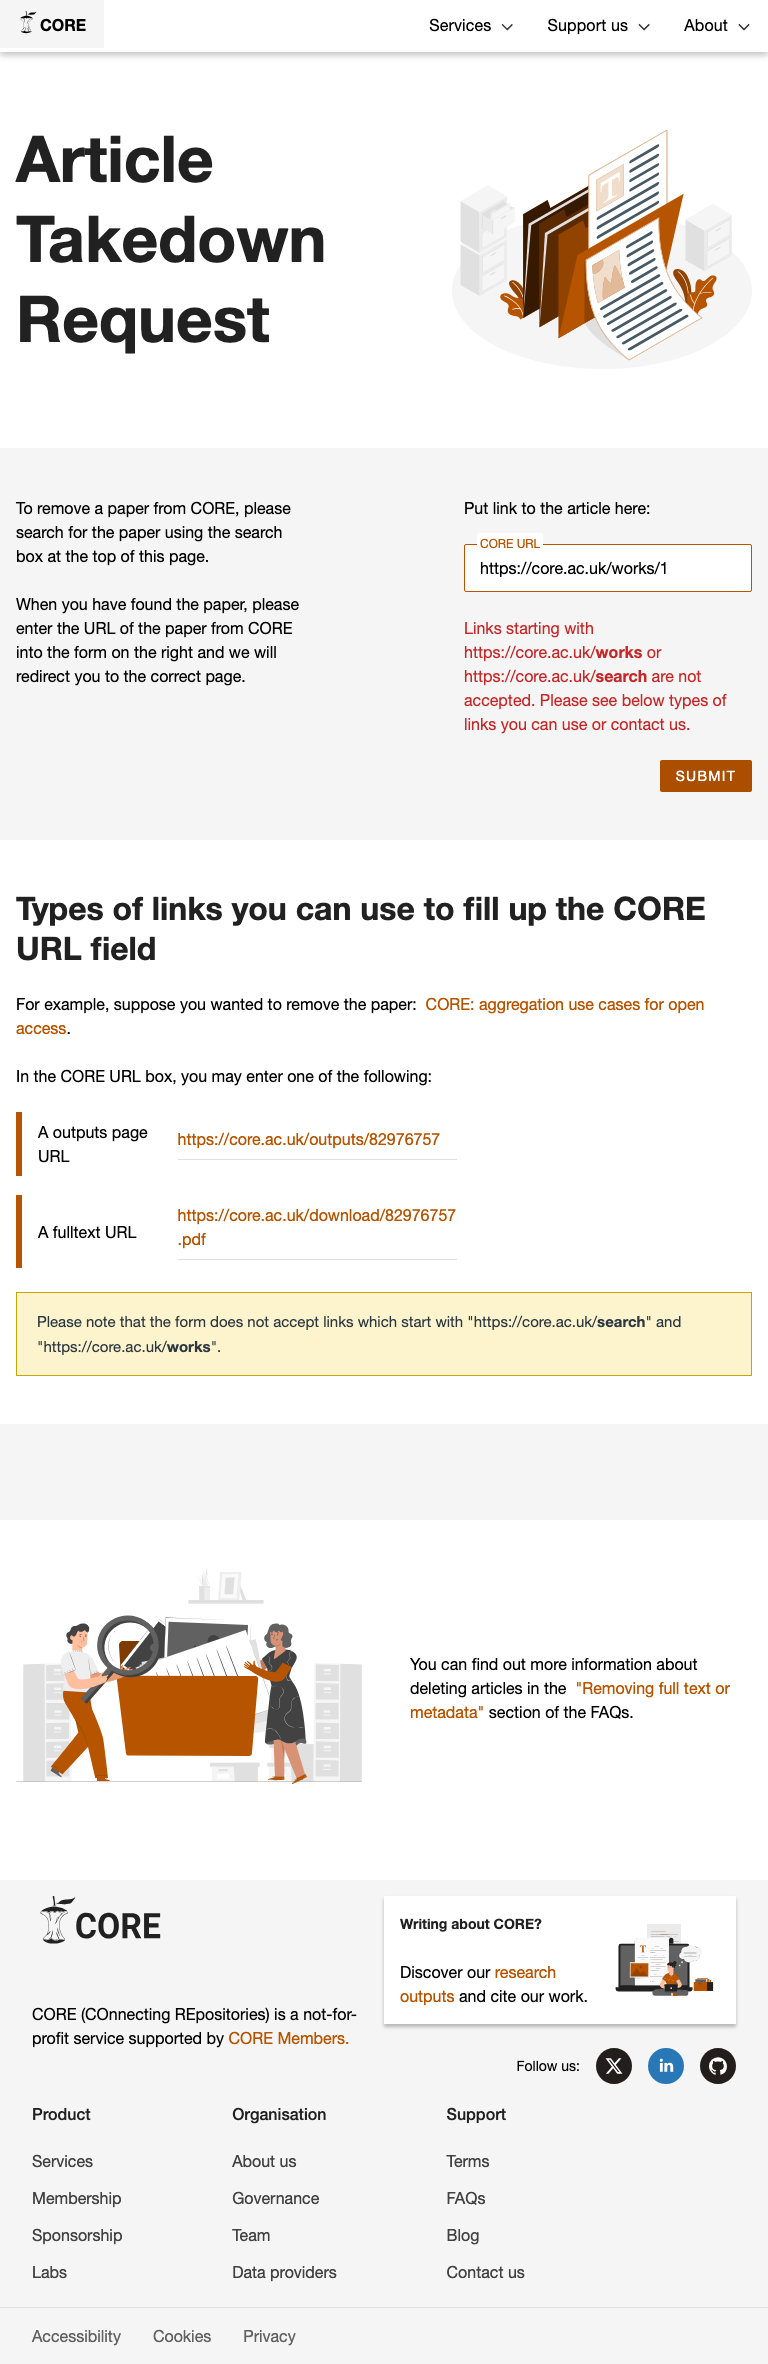 CORE
Services
Support us
About
Article
Takedown
Request
To remove a paper from CORE, please
search for the paper using the search
box at the top of this page.
When you have found the paper, please
enter the URL of the paper from CORE
into the form on the right and we will
redirect you to the correct page.
Put link to the article here:
CORE URL
https://core.ac.uk/works/1
Links starting with
https://core.ac.uk/works or
https://core.ac.uk/search are not
accepted. Please see below types of
links you can use or contact us.
SUBMIT
Types of links you can use to fill up the CORE
URL field
For example, suppose you wanted to remove the paper: CORE: aggregation use cases for open
access.
In the CORE URL box, you may enter one of the following:
A outputs page
URL
https://core.ac.uk/outputs/82976757
A fulltext URL
https://core.ac.uk/download/82976757
.pdf
Please note that the form does not accept links which start with "https://core.ac.uk/search" and
"https://core.ac.uk/works".
You can find out more information about
deleting articles in the "Removing full text or
metadata" section of the FAQs.
CORE
CORE (COnnecting REpositories) is a not-for-
profit service supported by CORE Members.
Writing about CORE?
Discover our research
outputs and cite our work.
Follow us:
Product
Services
Membership
Sponsorship
Labs
Organisation
About us
Governance
Team
Data providers
Support
Terms
FAQs
Blog
Contact us
Accessibility
Cookies
Privacy